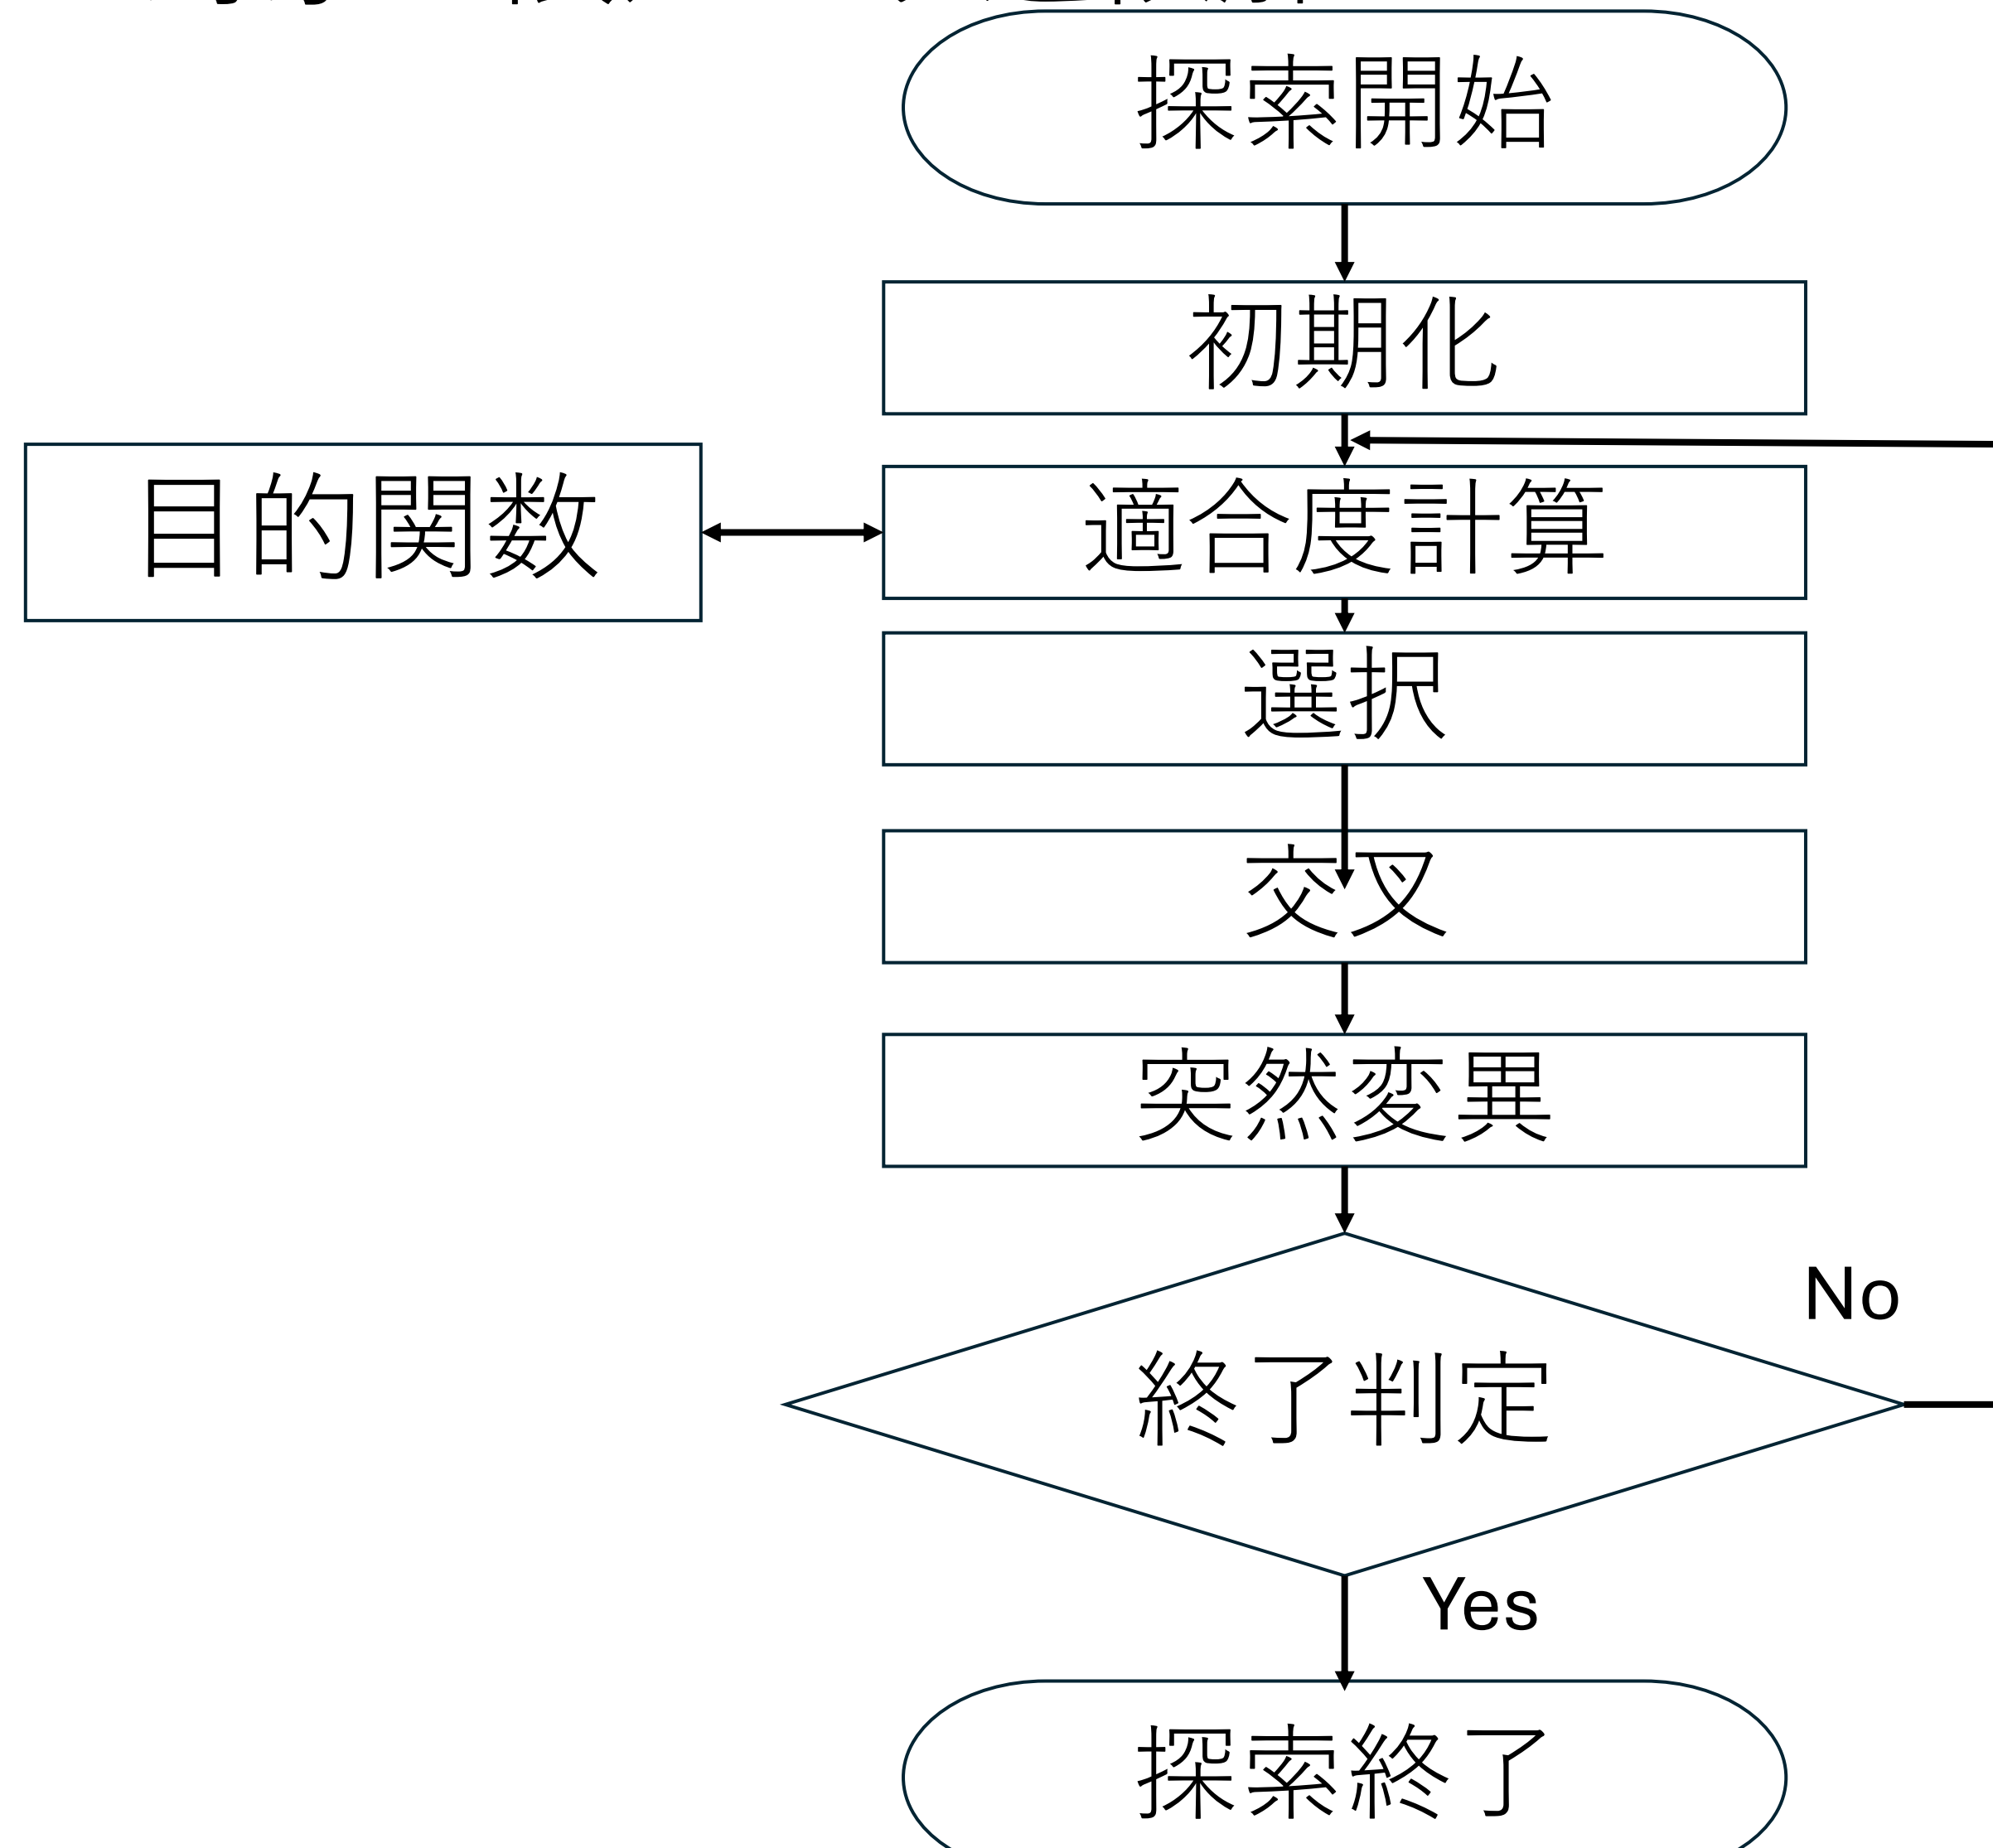 探索開始
初期化
目的関数
適合度計算
選択
交叉
突然変異
No
終了判定
Yes
探索終了